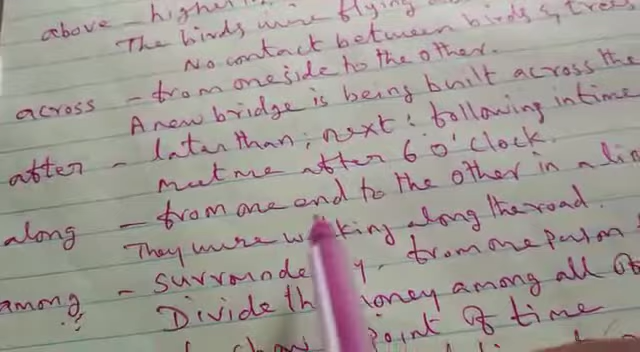 above - higher
The birds were flying
No contact between birds & trees
across - from one side to the other.
A new bridge is being built across the
after - later than; next; following in time
meet me after 6 o'clock.
along - from one end to the other in a
They were walking along the road.
among - surrounded by, from one person
Divide the money among all of
point of time